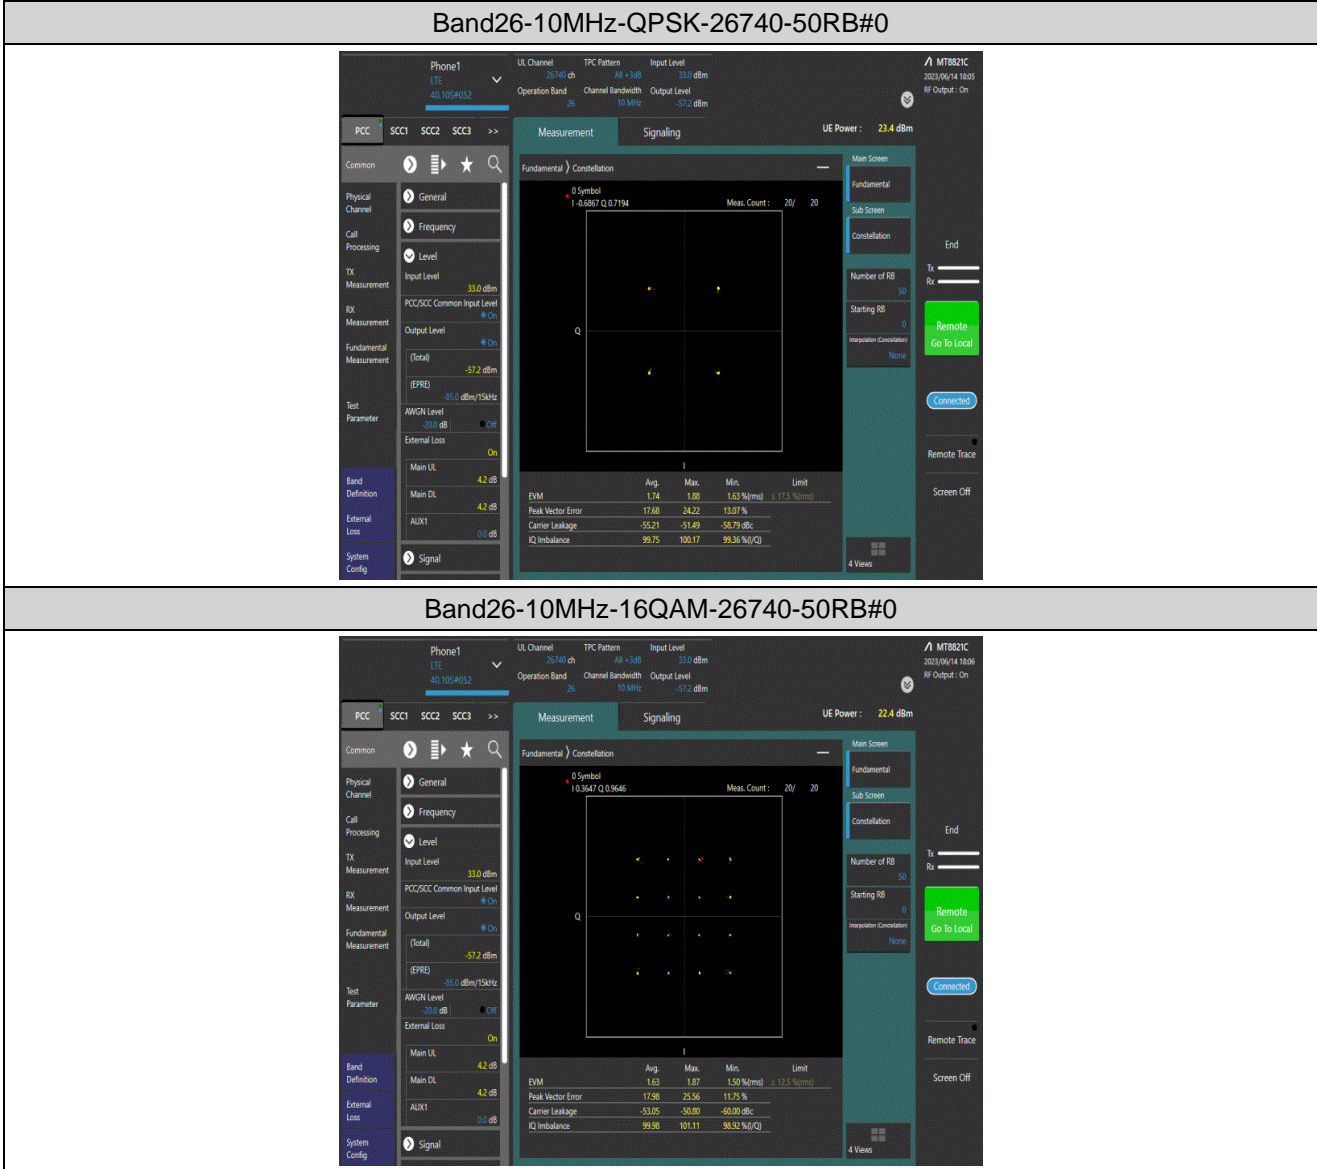 Band26-10MHz-QPSK-26740-50RB#0
Phone1
LTE
40.105#052
UL Channel TPC Pattern Input Level
26740 ch All +3dB 33.0 dBm
Operation Band Channel Bandwidth Output Level
26 10 MHz -57.2 dBm
MT8821C
2023/06/14 18:05
RF Output : On
PCC SCC1 SCC2 SCC3 >>
Measurement Signaling
UE Power : 23.4 dBm
Common
Physical
Channel
Call
Processing
TX
Measurement
RX
Measurement
Fundamental
Measurement
Test
Parameter
Band
Definition
External
Loss
System
Config
General
Frequency
Level
Input Level
33.0 dBm
PCC/SCC Common Input Level
On
Output Level
On
(Total)
-57.2 dBm
(EPRE)
-85.0 dBm/15kHz
AWGN Level
-20.0 dB Off
External Loss
On
Main UL
4.2 dB
Main DL
4.2 dB
AUX1
0.0 dB
Signal
Fundamental 〉 Constellation
0 Symbol
I -0.6867 Q 0.7194 Meas. Count : 20/ 20
Q
I
Avg. Max. Min. Limit
EVM 1.74 1.88 1.63 %(rms) ≤ 17.5 %(rms)
Peak Vector Error 17.68 24.22 13.07 %
Carrier Leakage -55.21 -51.49 -58.79 dBc
IQ Imbalance 99.75 100.17 99.36 %(I/Q)
Main Screen
Fundamental
Sub Screen
Constellation
Number of RB
50
Starting RB
0
Interpolation (Constellation)
None
4 Views
End
Tx
Rx
Remote
Go To Local
Connected
Remote Trace
Screen Off
Band26-10MHz-16QAM-26740-50RB#0
Phone1
LTE
40.105#052
UL Channel TPC Pattern Input Level
26740 ch All +3dB 33.0 dBm
Operation Band Channel Bandwidth Output Level
26 10 MHz -57.2 dBm
MT8821C
2023/06/14 18:06
RF Output : On
PCC SCC1 SCC2 SCC3 >>
Measurement Signaling
UE Power : 22.4 dBm
Common
Physical
Channel
Call
Processing
TX
Measurement
RX
Measurement
Fundamental
Measurement
Test
Parameter
Band
Definition
External
Loss
System
Config
General
Frequency
Level
Input Level
33.0 dBm
PCC/SCC Common Input Level
On
Output Level
On
(Total)
-57.2 dBm
(EPRE)
-85.0 dBm/15kHz
AWGN Level
-20.0 dB Off
External Loss
On
Main UL
4.2 dB
Main DL
4.2 dB
AUX1
0.0 dB
Signal
Fundamental 〉 Constellation
0 Symbol
I 0.3647 Q 0.9646 Meas. Count : 20/ 20
Q
I
Avg. Max. Min. Limit
EVM 1.63 1.87 1.50 %(rms) ≤ 12.5 %(rms)
Peak Vector Error 17.98 25.56 11.75 %
Carrier Leakage -53.05 -50.80 -60.00 dBc
IQ Imbalance 99.98 101.11 98.92 %(I/Q)
Main Screen
Fundamental
Sub Screen
Constellation
Number of RB
50
Starting RB
0
Interpolation (Constellation)
None
4 Views
End
Tx
Rx
Remote
Go To Local
Connected
Remote Trace
Screen Off